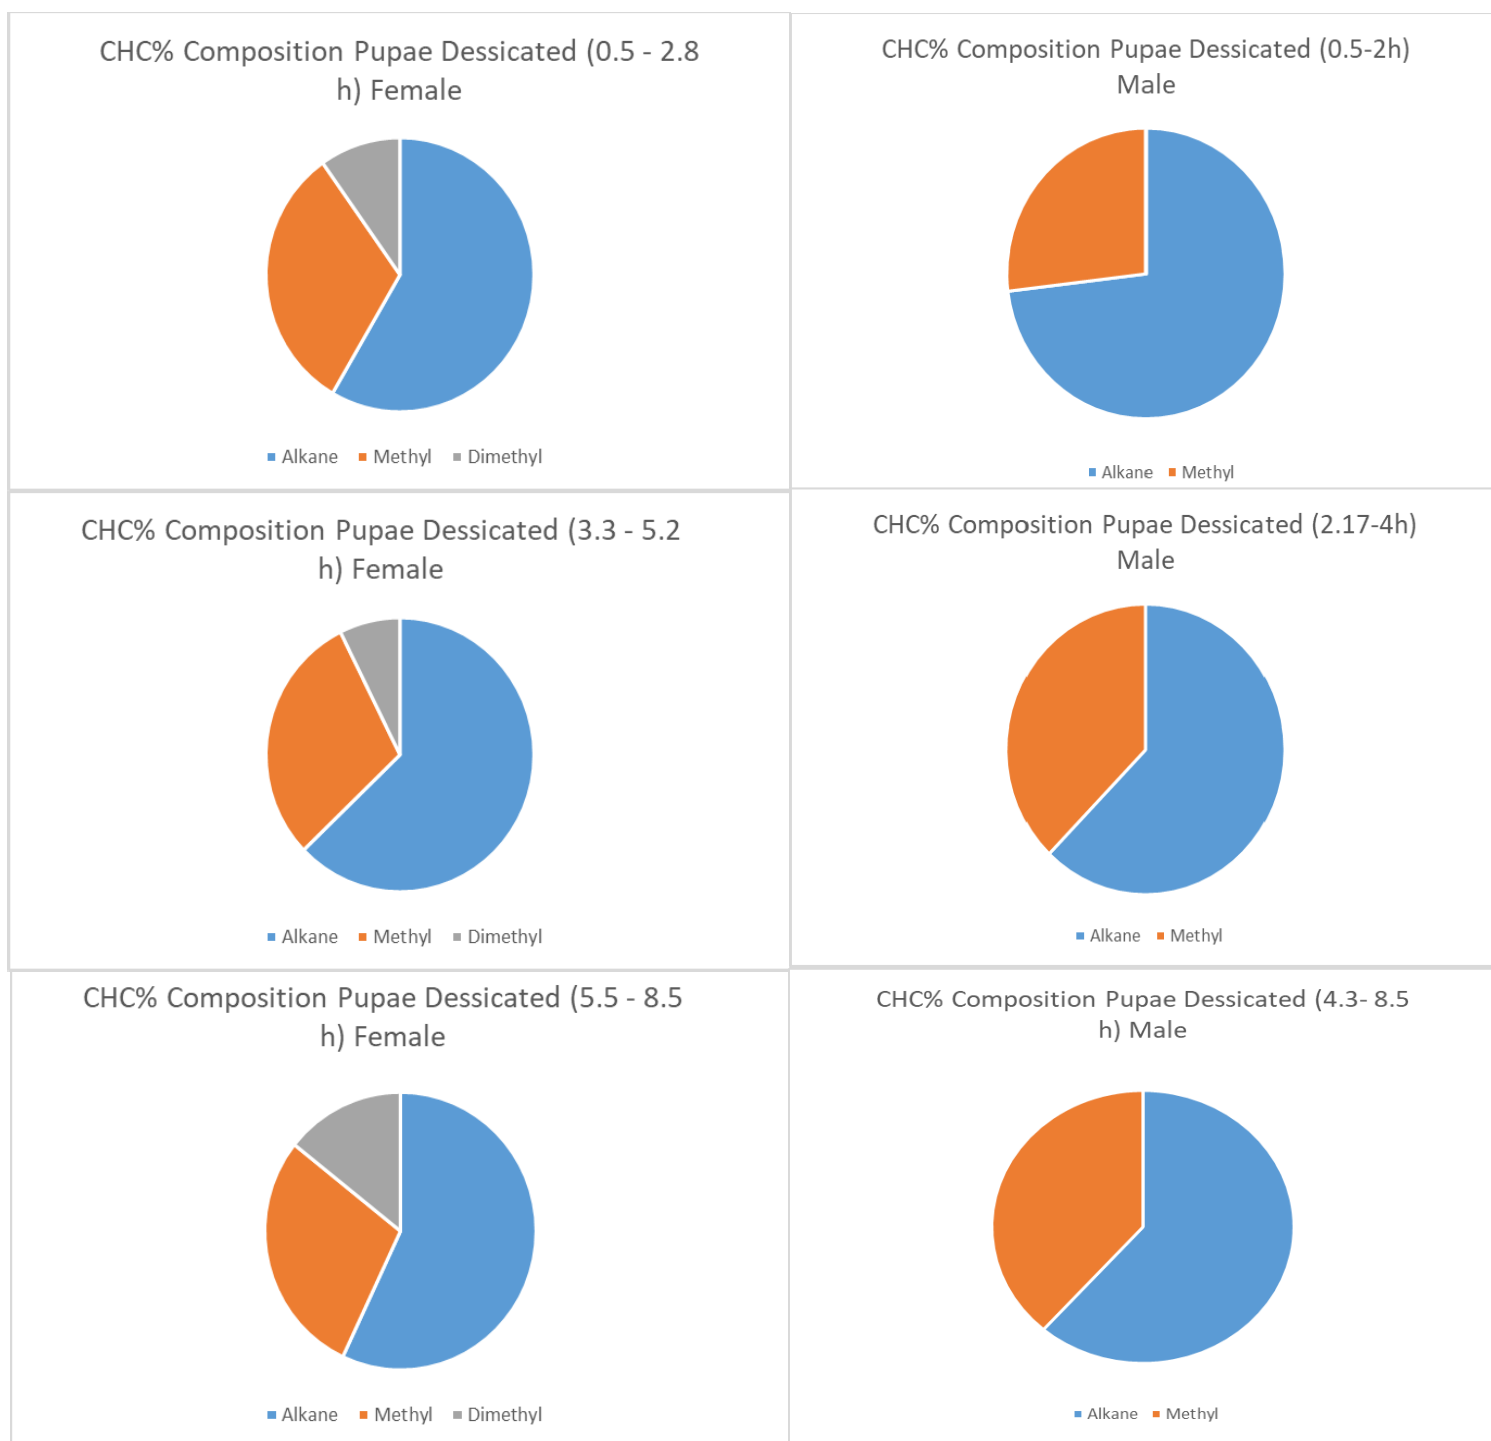 CHC% Composition Pupae Dessicated (0.5 - 2.8
h) Female
Alkane Methyl Dimethyl
CHC% Composition Pupae Dessicated (0.5-2h)
Male
Alkane Methyl
CHC% Composition Pupae Dessicated (3.3 - 5.2
h) Female
Alkane Methyl Dimethyl
CHC% Composition Pupae Dessicated (2.17-4h)
Male
Alkane Methyl
CHC% Composition Pupae Dessicated (5.5 - 8.5
h) Female
Alkane Methyl Dimethyl
CHC% Composition Pupae Dessicated (4.3- 8.5
h) Male
Alkane Methyl